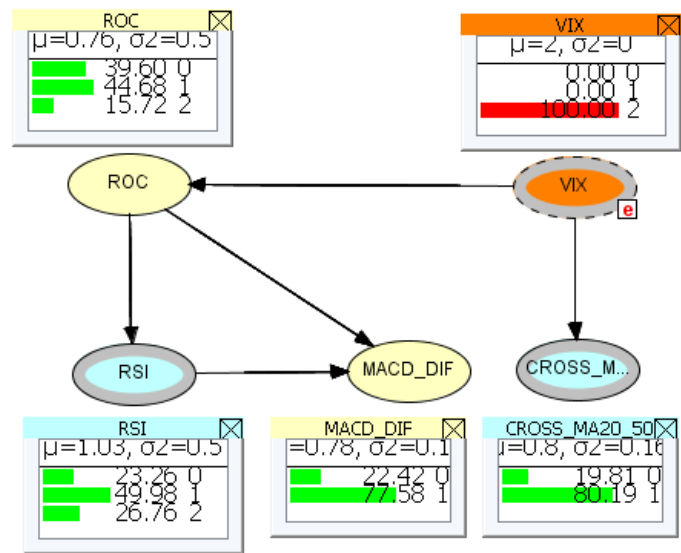 ROC
μ=0.76, σ2=0.5
39.60 0
44.68 1
15.72 2
VIX
μ=2, σ2=0
0.00 0
0.00 1
100.00 2
ROC
VIX
e
RSI
MACD_DIF
CROSS_M...
RSI
μ=1.03, σ2=0.5
23.26 0
49.98 1
26.76 2
MACD_DIF
=0.78, σ2=0.1
22.42 0
77.58 1
CROSS_MA20_50
μ=0.8, σ2=0.16
19.81 0
80.19 1